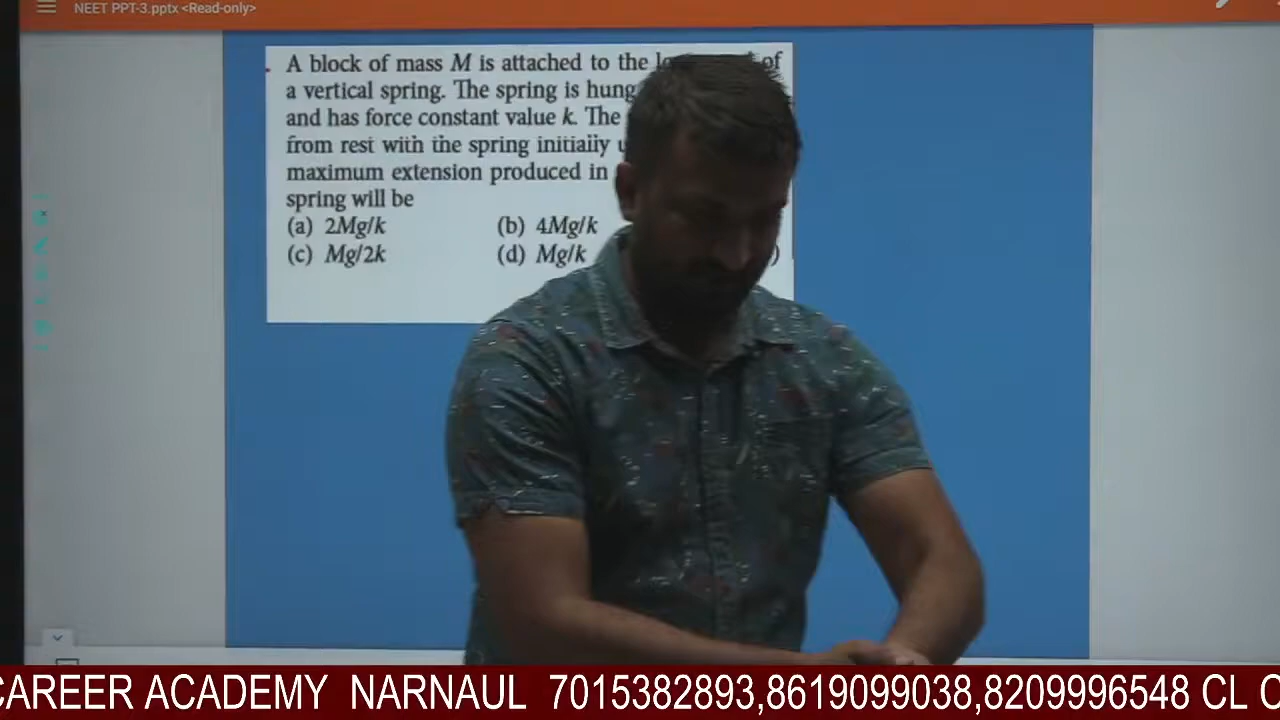 NEET PPT-3.pptx <Read-only>
A block of mass M is attached to the of
a vertical spring. The spring is hung
and has force constant value k. The
from rest with the spring initially
maximum extension produced in
spring will be
(a) 2Mg/k (b) 4Mg/k
(c) Mg/2k (d) Mg/k )
CAREER ACADEMY NARNAUL 7015382893,8619099038,8209996548 CL C